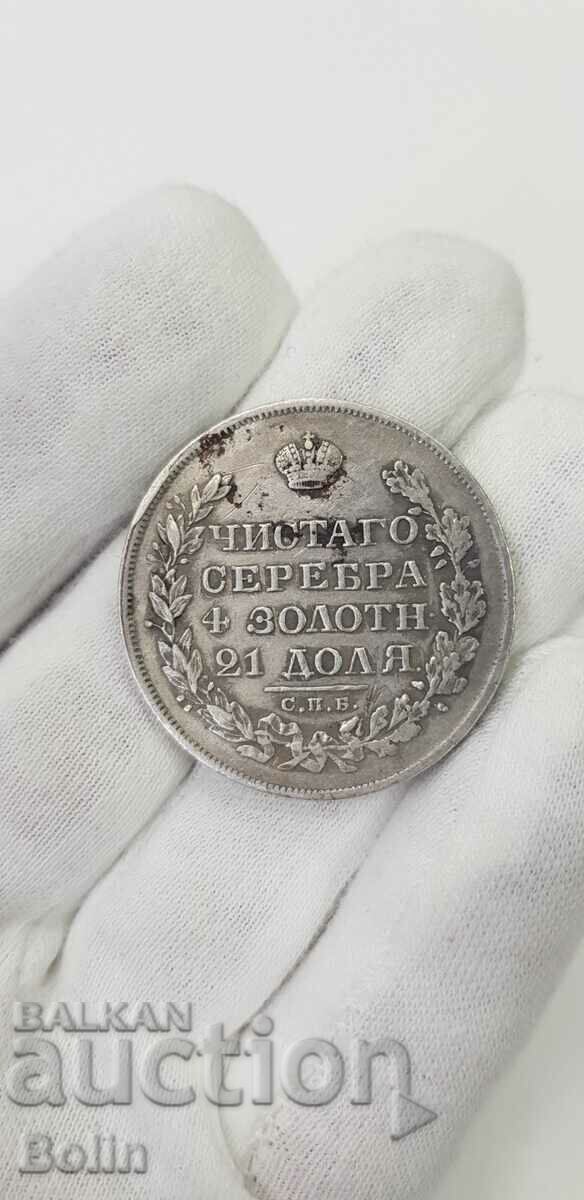 ЧИСТАГО
СЕРЕБРА
4 ЗОЛОТН.
21 ДОЛЯ.
С.П.Б.
BALKAN
auction
Bolin